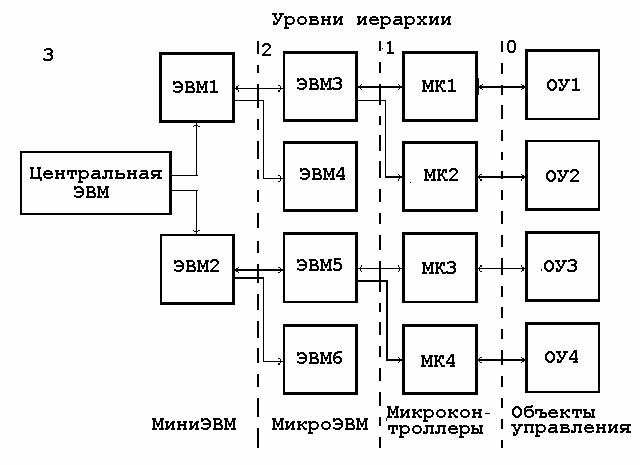 Уровни иерархии
3
2
1
0
ЭВМ1
ЭВМ3
МК1
ОУ1
Центральная
ЭВМ
ЭВМ4
МК2
ОУ2
ЭВМ2
ЭВМ5
МК3
ОУ3
ЭВМ6
МК4
ОУ4
МиниЭВМ
МикроЭВМ
Микрокон-
троллеры
Объекты
управления